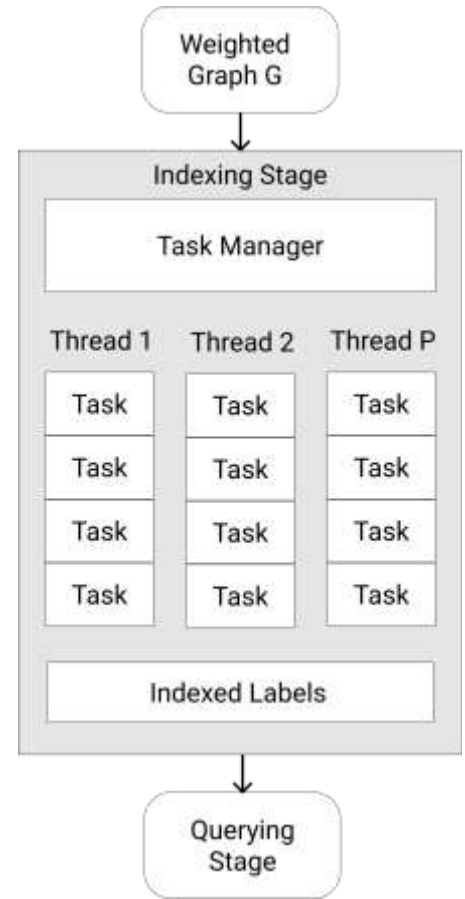 Weighted
Graph G
Indexing Stage
Task Manager
Thread 1 Thread 2 Thread P
Task Task Task
Task Task Task
Task Task Task
Task Task Task
Indexed Labels
Querying
Stage